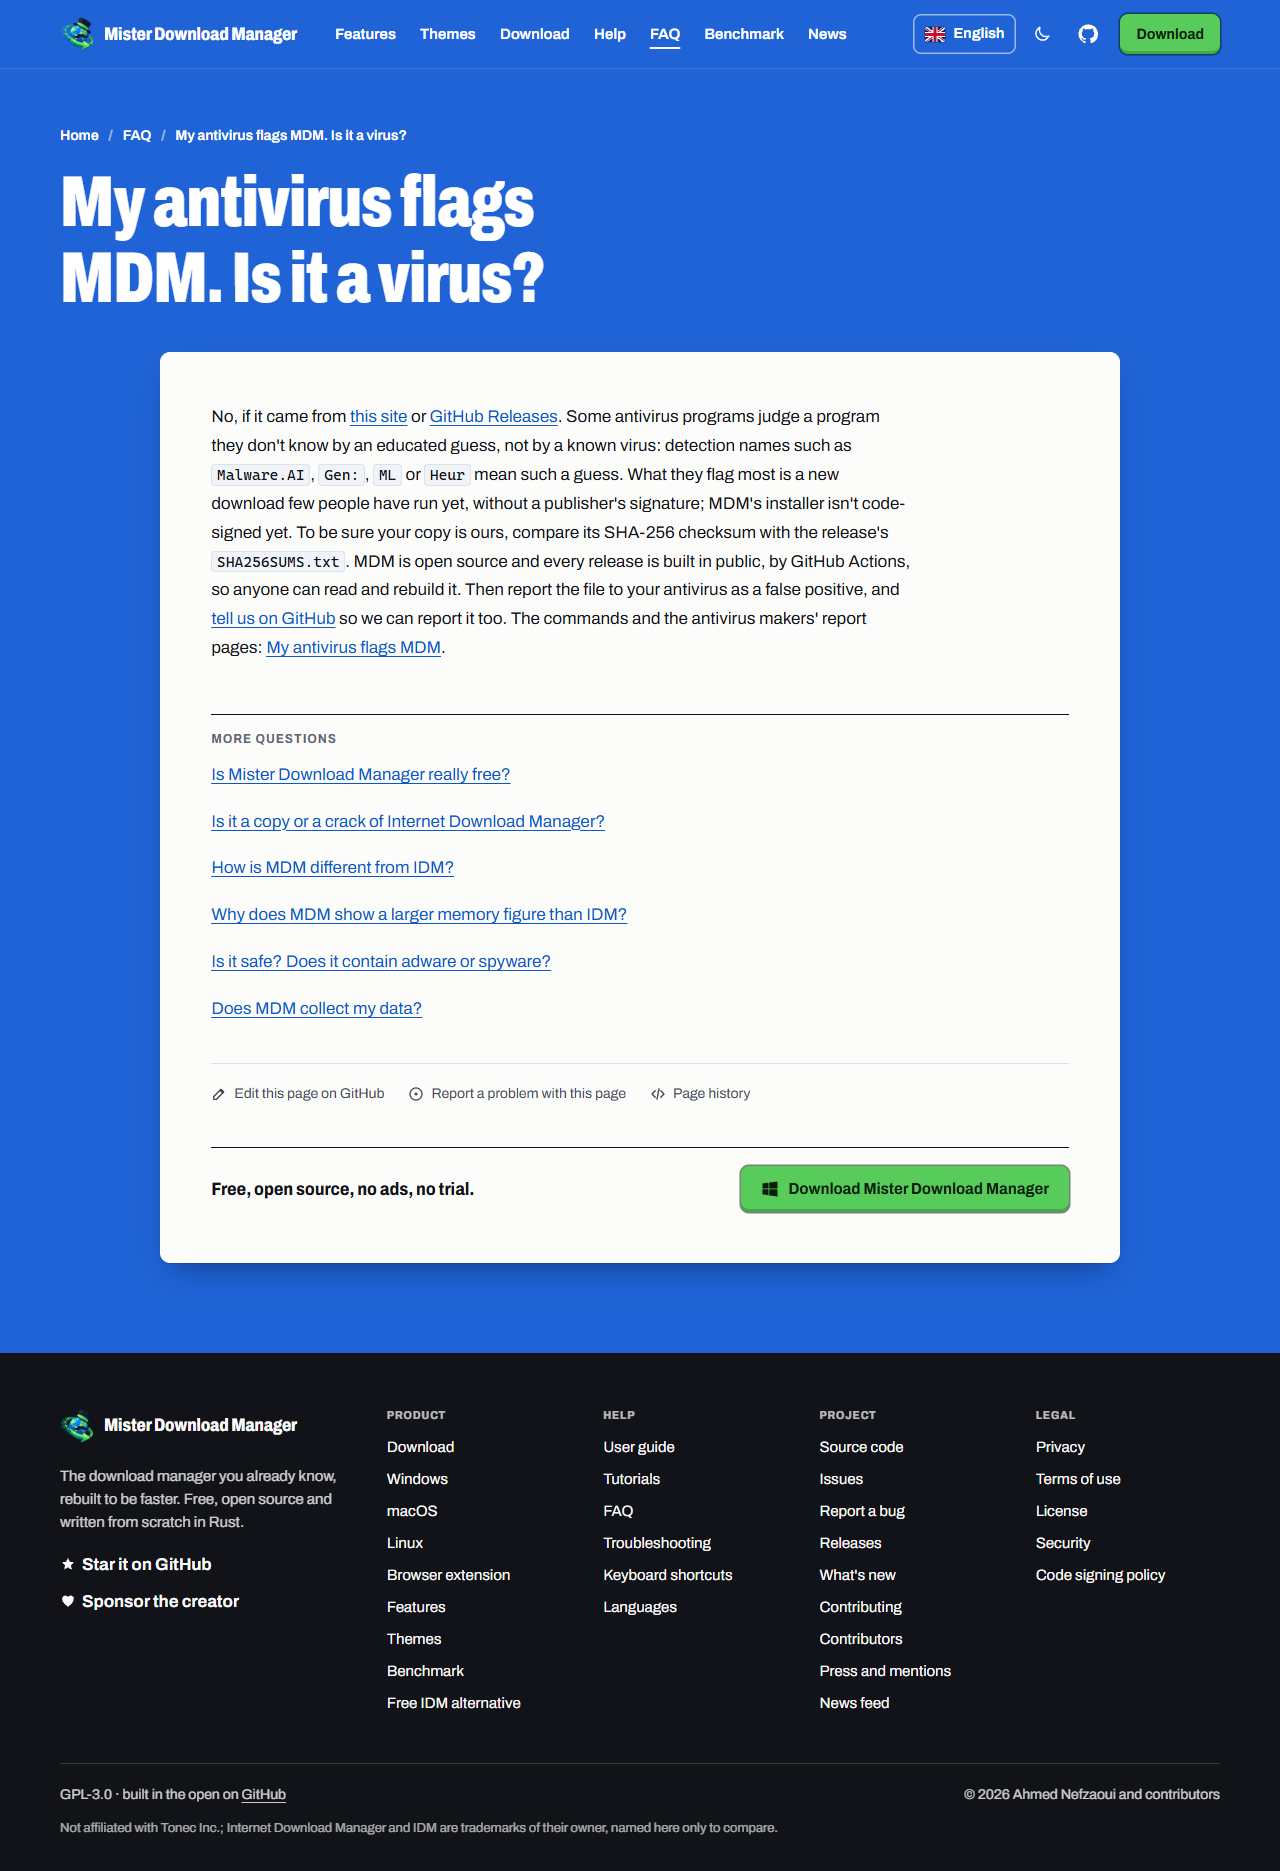 Mister Download Manager
Features
Themes
Download
Help
FAQ
Benchmark
News
English
Download
Home / FAQ / My antivirus flags MDM. Is it a virus?
My antivirus flags
MDM. Is it a virus?
No, if it came from this site or GitHub Releases. Some antivirus programs judge a program
they don't know by an educated guess, not by a known virus: detection names such as
Malware.AI, Gen:, ML or Heur mean such a guess. What they flag most is a new
download few people have run yet, without a publisher's signature; MDM's installer isn't code-
signed yet. To be sure your copy is ours, compare its SHA-256 checksum with the release's
SHA256SUMS.txt. MDM is open source and every release is built in public, by GitHub Actions,
so anyone can read and rebuild it. Then report the file to your antivirus as a false positive, and
tell us on GitHub so we can report it too. The commands and the antivirus makers' report
pages: My antivirus flags MDM.
MORE QUESTIONS
Is Mister Download Manager really free?
Is it a copy or a crack of Internet Download Manager?
How is MDM different from IDM?
Why does MDM show a larger memory figure than IDM?
Is it safe? Does it contain adware or spyware?
Does MDM collect my data?
Edit this page on GitHub
Report a problem with this page
Page history
Free, open source, no ads, no trial.
Download Mister Download Manager
Mister Download Manager
The download manager you already know,
rebuilt to be faster. Free, open source and
written from scratch in Rust.
Star it on GitHub
Sponsor the creator
PRODUCT
Download
Windows
macOS
Linux
Browser extension
Features
Themes
Benchmark
Free IDM alternative
HELP
User guide
Tutorials
FAQ
Troubleshooting
Keyboard shortcuts
Languages
PROJECT
Source code
Issues
Report a bug
Releases
What's new
Contributing
Contributors
Press and mentions
News feed
LEGAL
Privacy
Terms of use
License
Security
Code signing policy
GPL-3.0 · built in the open on GitHub
© 2026 Ahmed Nefzaoui and contributors
Not affiliated with Tonec Inc.; Internet Download Manager and IDM are trademarks of their owner, named here only to compare.